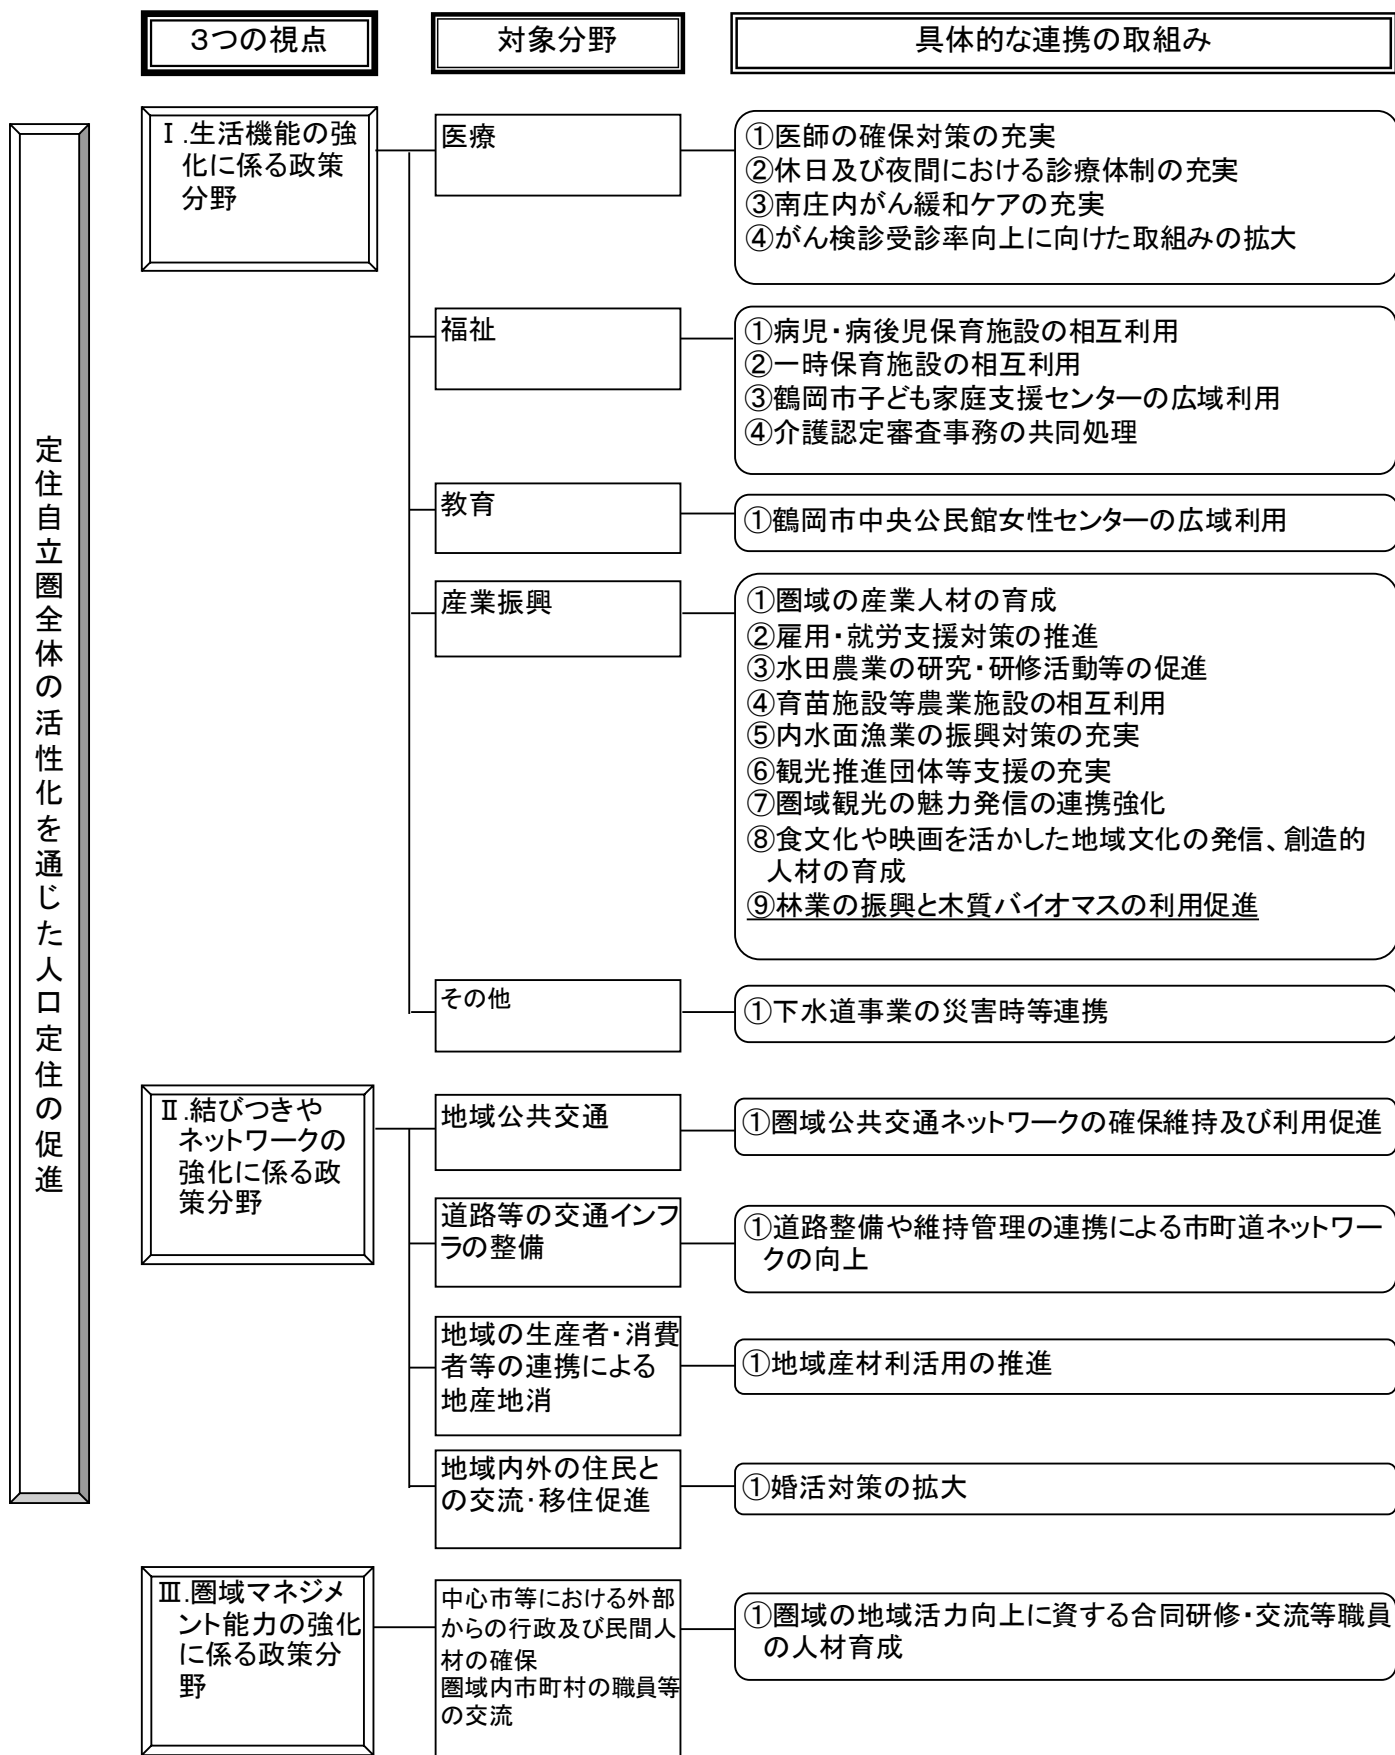 3つの視点
対象分野
具体的な連携の取組み
定住自立圏全体の活性化を通じた人口定住の促進
Ⅰ.生活機能の強
化に係る政策
分野
医療
①医師の確保対策の充実
②休日及び夜間における診療体制の充実
③南庄内がん緩和ケアの充実
④がん検診受診率向上に向けた取組みの拡大
福祉
①病児・病後児保育施設の相互利用
②一時保育施設の相互利用
③鶴岡市子ども家庭支援センターの広域利用
④介護認定審査事務の共同処理
教育
①鶴岡市中央公民館女性センターの広域利用
産業振興
①圏域の産業人材の育成
②雇用・就労支援対策の推進
③水田農業の研究・研修活動等の促進
④育苗施設等農業施設の相互利用
⑤内水面漁業の振興対策の充実
⑥観光推進団体等支援の充実
⑦圏域観光の魅力発信の連携強化
⑧食文化や映画を活かした地域文化の発信、創造的
人材の育成
⑨林業の振興と木質バイオマスの利用促進
その他
①下水道事業の災害時等連携
Ⅱ.結びつきや
ネットワークの
強化に係る政
策分野
地域公共交通
①圏域公共交通ネットワークの確保維持及び利用促進
道路等の交通インフ
ラの整備
①道路整備や維持管理の連携による市町道ネットワー
クの向上
地域の生産者・消費
者等の連携による
地産地消
①地域産材利活用の推進
地域内外の住民と
の交流・移住促進
①婚活対策の拡大
Ⅲ.圏域マネジメ
ント能力の強化
に係る政策分
野
中心市等における外部
からの行政及び民間人
材の確保
圏域内市町村の職員等
の交流
①圏域の地域活力向上に資する合同研修・交流等職員
の人材育成